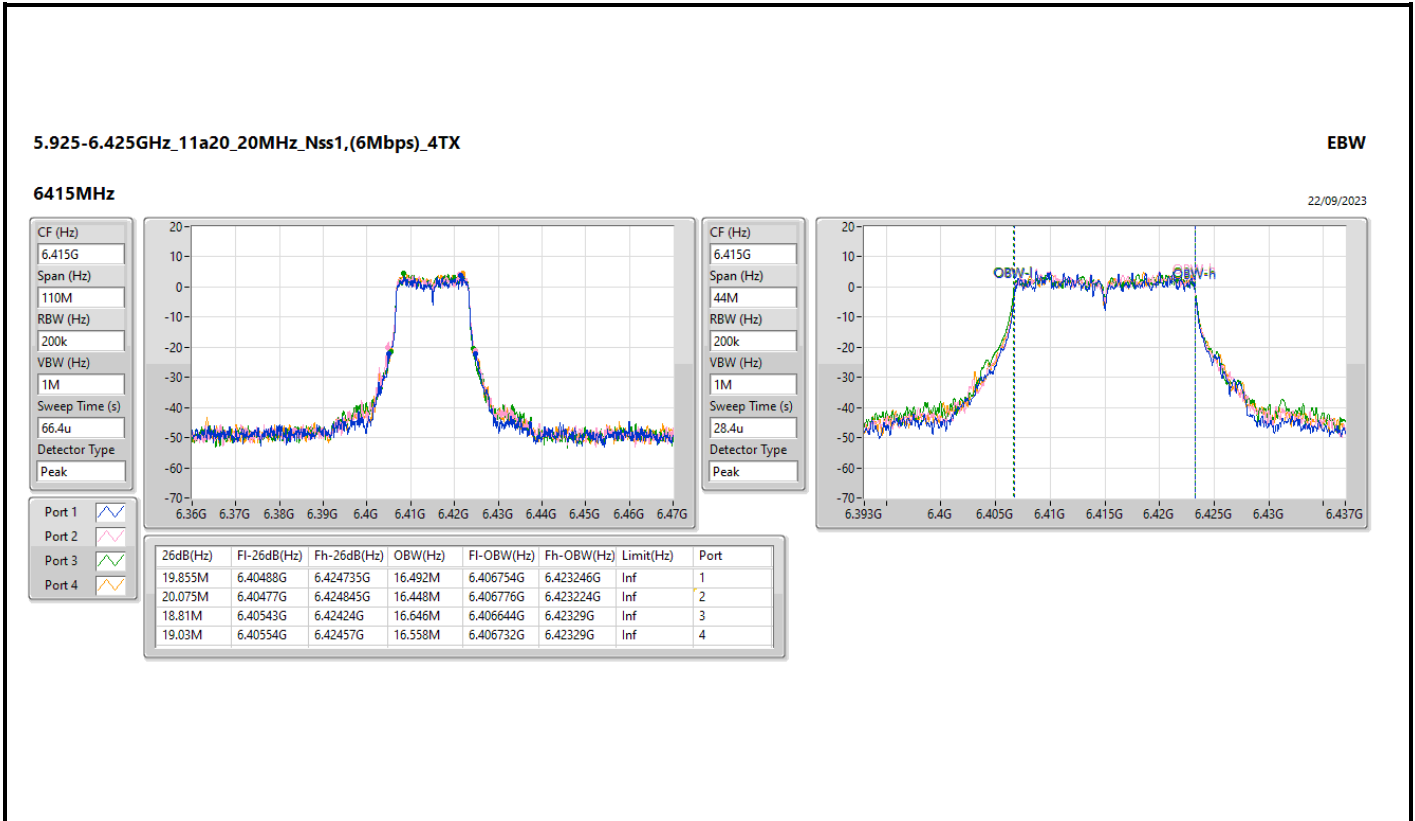 5.925-6.425GHz_11a20_20MHz_Nss1,(6Mbps)_4TX
EBW
6415MHz
22/09/2023
CF (Hz)
6.415G
Span (Hz)
110M
RBW (Hz)
200k
VBW (Hz)
1M
Sweep Time (s)
66.4u
Detector Type
Peak
20
10
0
-10
-20
-30
-40
-50
-60
-70
6.36G 6.37G 6.38G 6.39G 6.4G 6.41G 6.42G 6.43G 6.44G 6.45G 6.46G 6.47G
CF (Hz)
6.415G
Span (Hz)
44M
RBW (Hz)
200k
VBW (Hz)
1M
Sweep Time (s)
28.4u
Detector Type
Peak
20
10
0
-10
-20
-30
-40
-50
-60
-70
OBW-l OBW-h
6.393G 6.4G 6.405G 6.41G 6.415G 6.42G 6.425G 6.43G 6.437G
Port 1
Port 2
Port 3
Port 4
26dB(Hz) Fl-26dB(Hz) Fh-26dB(Hz) OBW(Hz) Fl-OBW(Hz) Fh-OBW(Hz) Limit(Hz) Port
19.855M 6.40488G 6.424735G 16.492M 6.406754G 6.423246G Inf 1
20.075M 6.40477G 6.424845G 16.448M 6.406776G 6.423224G Inf 2
18.81M 6.40543G 6.42424G 16.646M 6.406644G 6.42329G Inf 3
19.03M 6.40554G 6.42457G 16.558M 6.406732G 6.42329G Inf 4